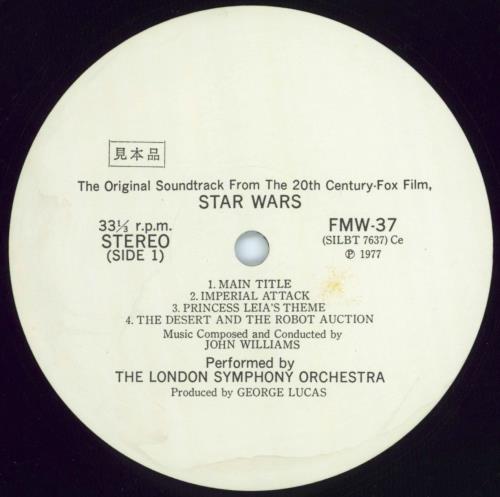 見本品
The Original Soundtrack From The 20th Century-Fox Film,
STAR WARS
33⅓ r.p.m.
STEREO
(SIDE 1)
FMW-37
(SILBT 7637) Ce
℗ 1977
1. MAIN TITLE
2. IMPERIAL ATTACK
3. PRINCESS LEIA'S THEME
4. THE DESERT AND THE ROBOT AUCTION
Music Composed and Conducted by
JOHN WILLIAMS
Performed by
THE LONDON SYMPHONY ORCHESTRA
Produced by GEORGE LUCAS